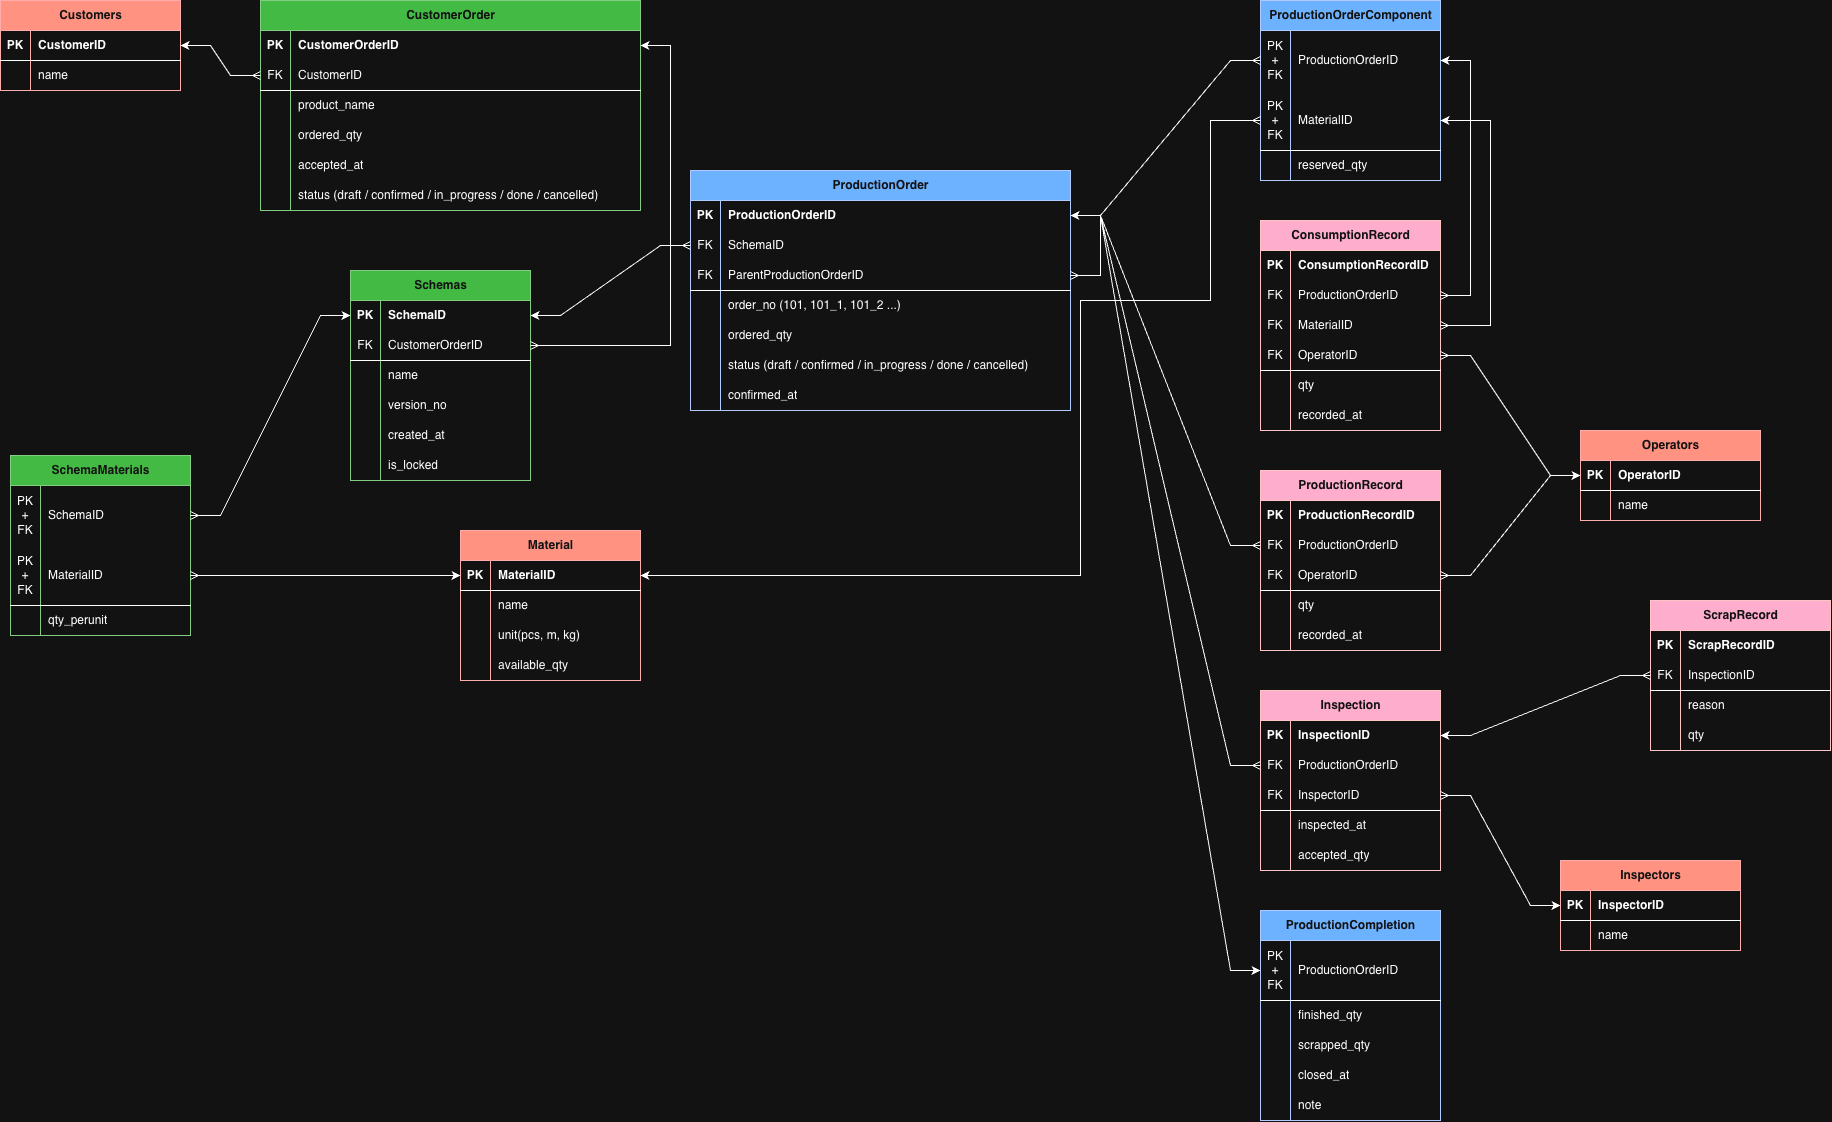 Customers
PK CustomerID
name
CustomerOrder
PK CustomerOrderID
FK CustomerID
product_name
ordered_qty
accepted_at
status (draft / confirmed / in_progress / done / cancelled)
Schemas
PK SchemaID
FK CustomerOrderID
name
version_no
created_at
is_locked
SchemaMaterials
PK
+
FK
SchemaID
PK
+
FK
MaterialID
qty_perunit
Material
PK MaterialID
name
unit(pcs, m, kg)
available_qty
ProductionOrder
PK ProductionOrderID
FK SchemaID
FK ParentProductionOrderID
order_no (101, 101_1, 101_2 ...)
ordered_qty
status (draft / confirmed / in_progress / done / cancelled)
confirmed_at
ProductionOrderComponent
PK
+
FK
ProductionOrderID
PK
+
FK
MaterialID
reserved_qty
ConsumptionRecord
PK ConsumptionRecordID
FK ProductionOrderID
FK MaterialID
FK OperatorID
qty
recorded_at
ProductionRecord
PK ProductionRecordID
FK ProductionOrderID
FK OperatorID
qty
recorded_at
Operators
PK OperatorID
name
ScrapRecord
PK ScrapRecordID
FK InspectionID
reason
qty
Inspection
PK InspectionID
FK ProductionOrderID
FK InspectorID
inspected_at
accepted_qty
Inspectors
PK InspectorID
name
ProductionCompletion
PK
+
FK
ProductionOrderID
finished_qty
scrapped_qty
closed_at
note